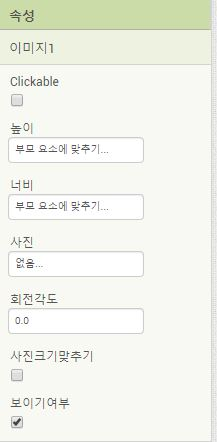 속성
이미지1
Clickable
높이
부모 요소에 맞추기...
너비
부모 요소에 맞추기...
사진
없음...
회전각도
0.0
사진크기맞추기
보이기여부